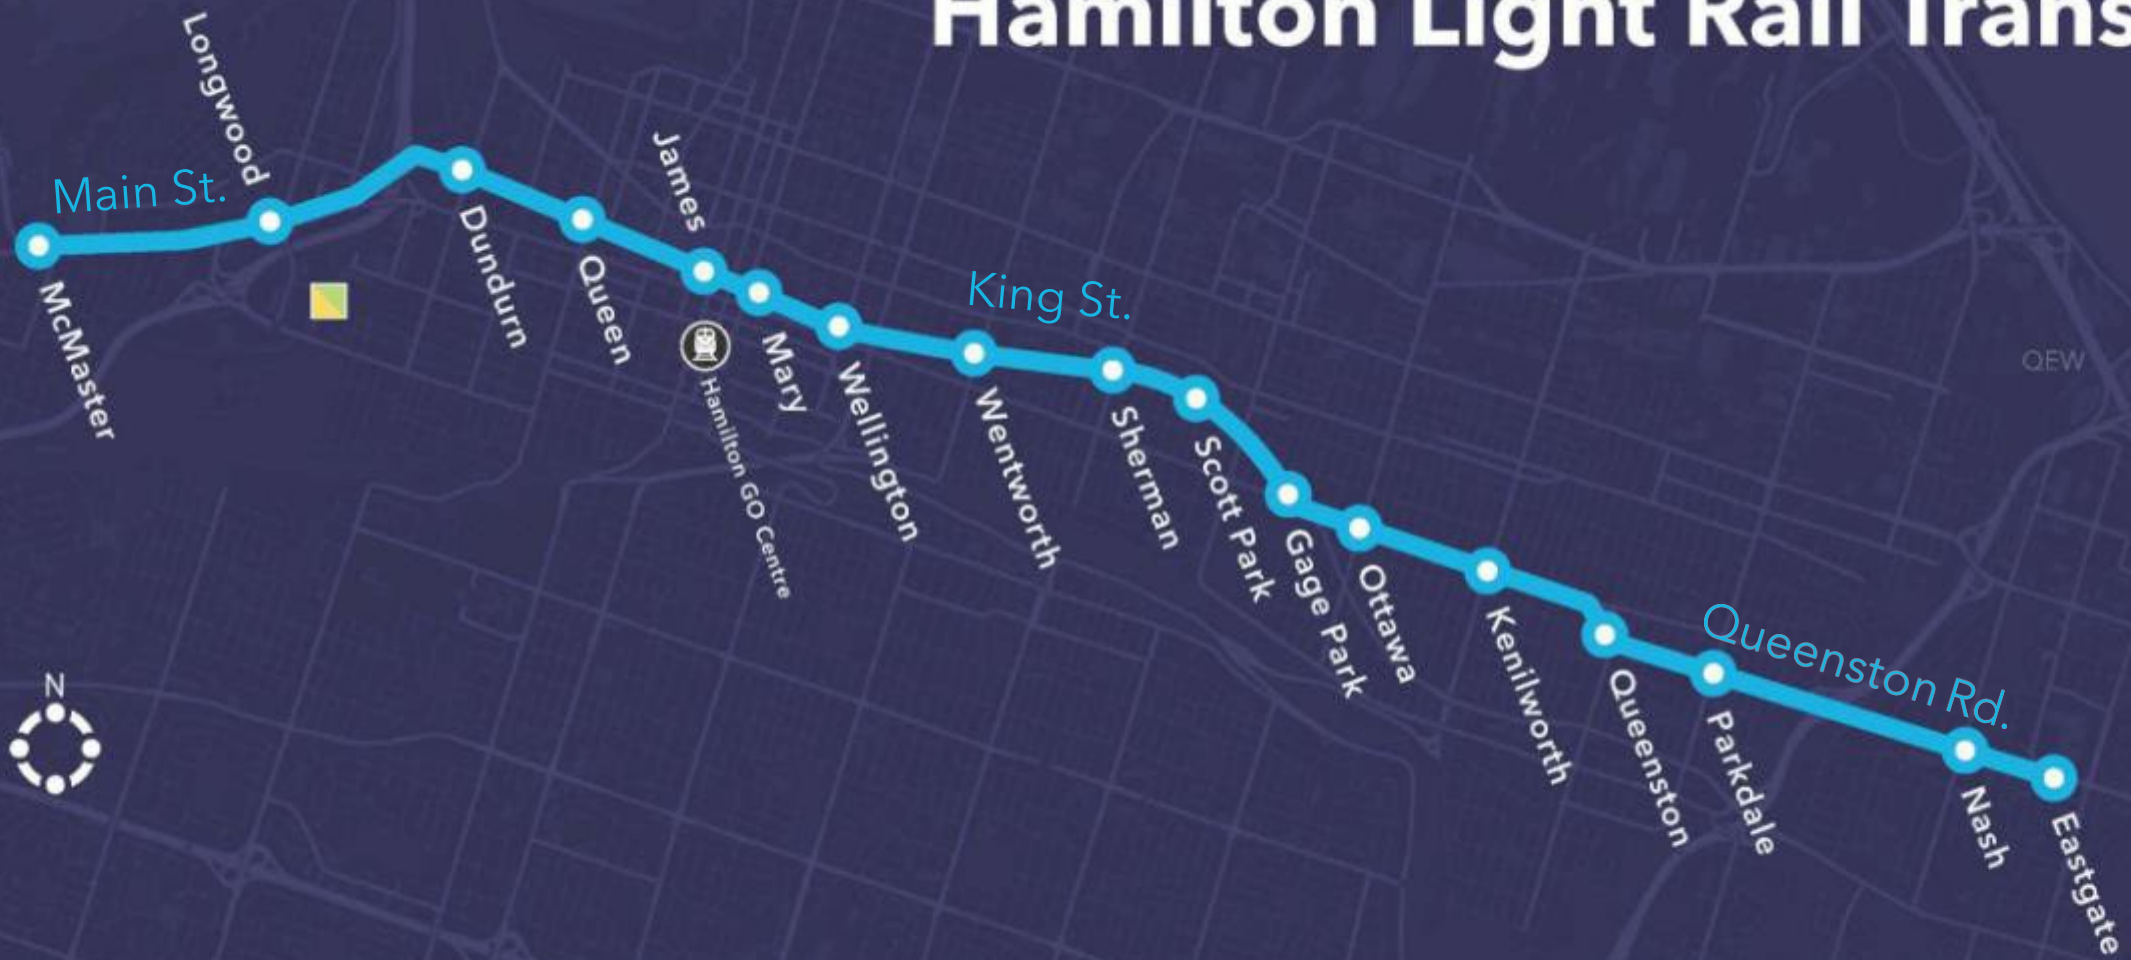 Hamilton Light Rail Trans
Longwood
James
Main St.
McMaster
Dundurn
Queen
King St.
Hamilton GO Centre
Mary
Wellington
Wentworth
Sherman
Scott Park
Gage Park
Ottawa
Kenilworth
QEW
Queenston Rd.
Queenston
Parkdale
Nash
Eastgate
N